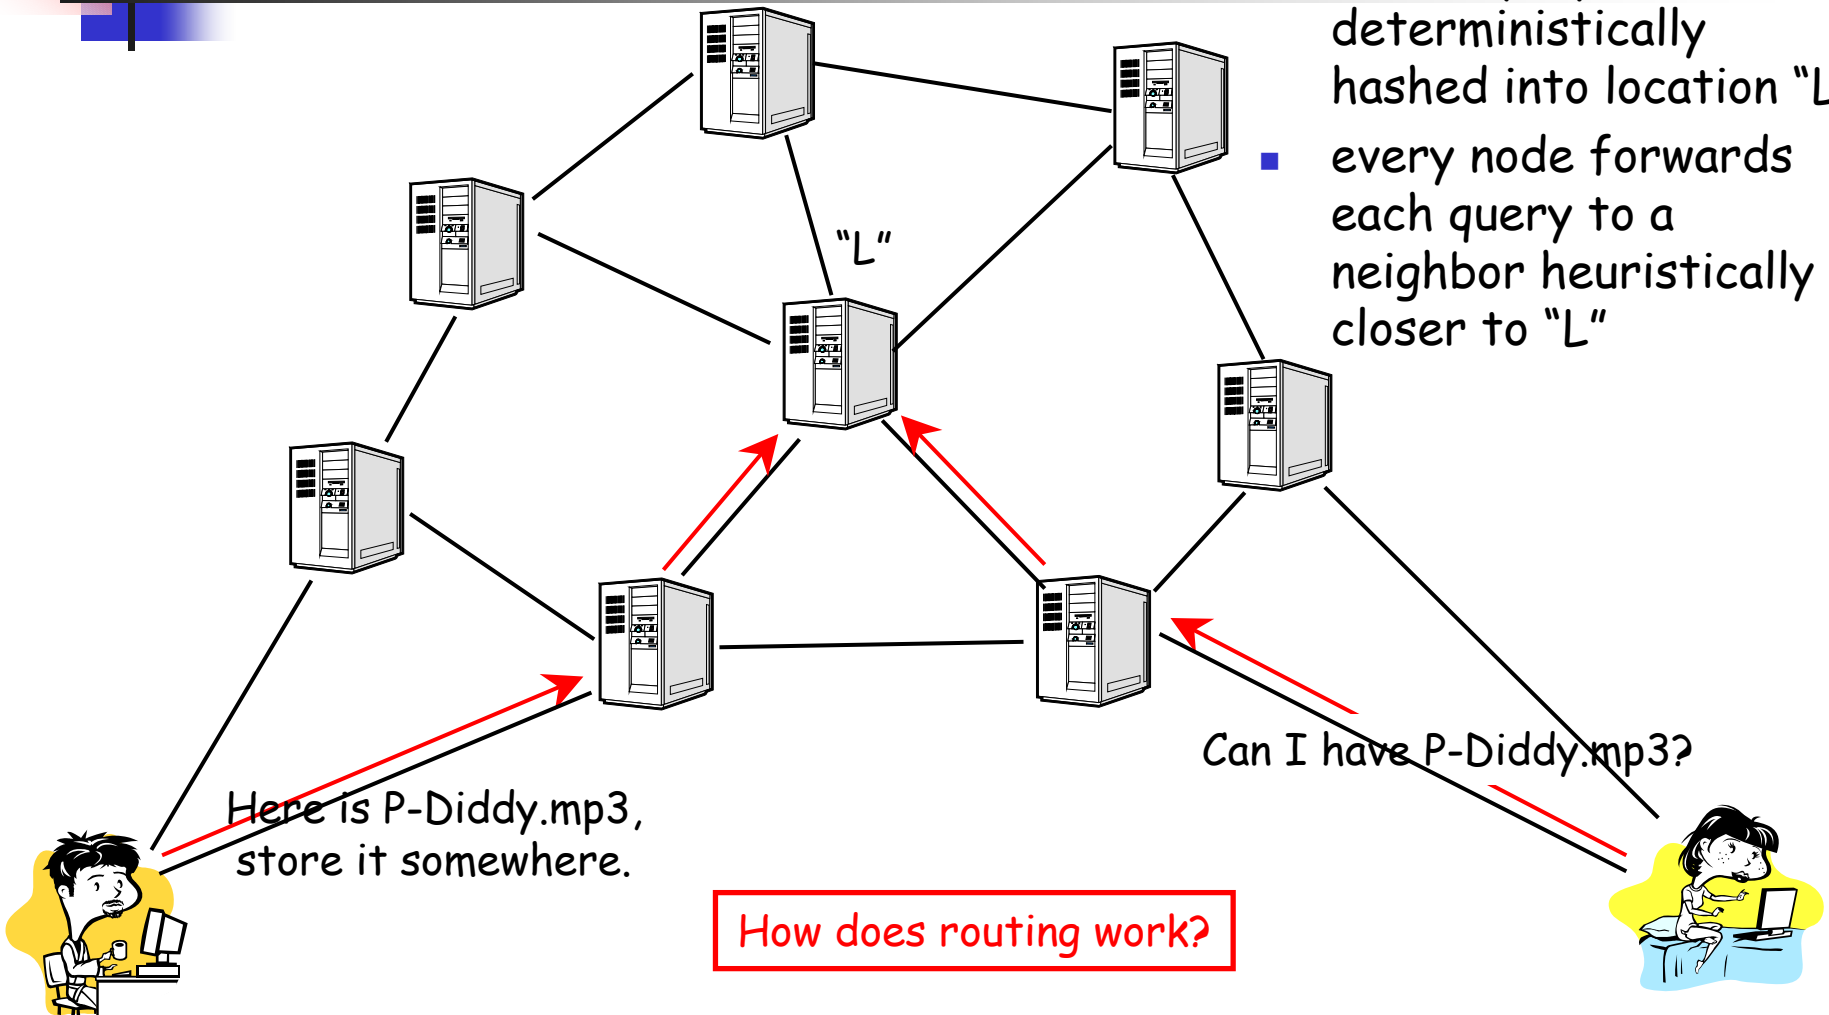 deterministically
hashed into location “L
every node forwards
each query to a
neighbor heuristically
closer to “L”
“L”
Can I have P-Diddy.mp3?
Here is P-Diddy.mp3,
store it somewhere.
How does routing work?